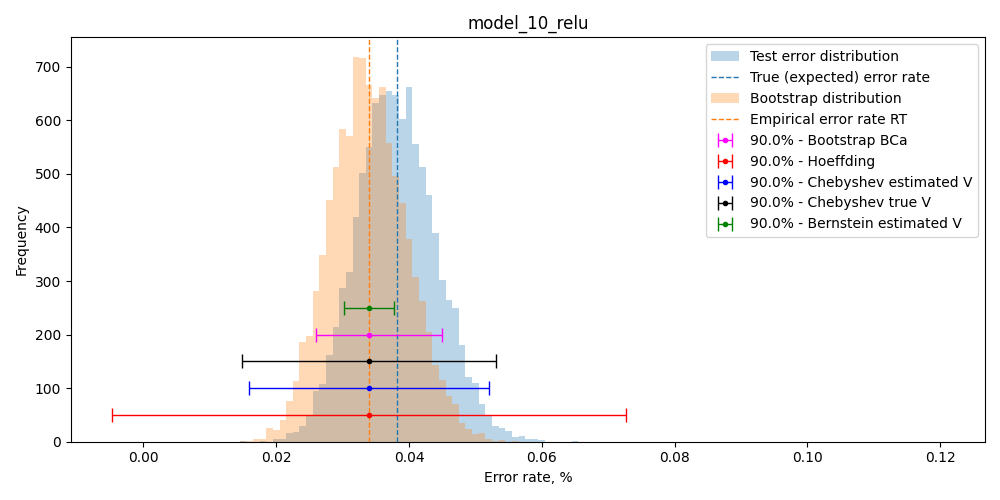 model_10_relu
Test error distribution
True (expected) error rate
Bootstrap distribution
Empirical error rate RT
90.0% - Bootstrap BCa
90.0% - Hoeffding
90.0% - Chebyshev estimated V
90.0% - Chebyshev true V
90.0% - Bernstein estimated V
Frequency
700
600
500
400
300
200
100
0
0.00 0.02 0.04 0.06 0.08 0.10 0.12
Error rate, %